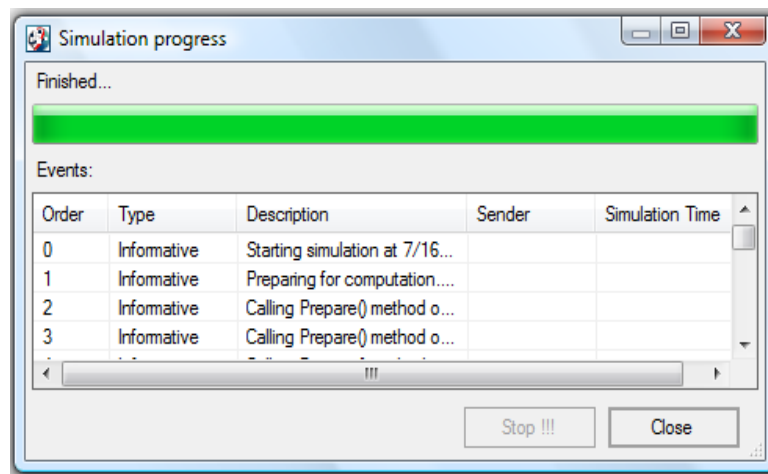 Simulation progress
Finished...
Events:
Order Type Description Sender Simulation Time
0 Informative Starting simulation at 7/16...
1 Informative Preparing for computation....
2 Informative Calling Prepare() method o...
3 Informative Calling Prepare() method o...
Stop !!! Close